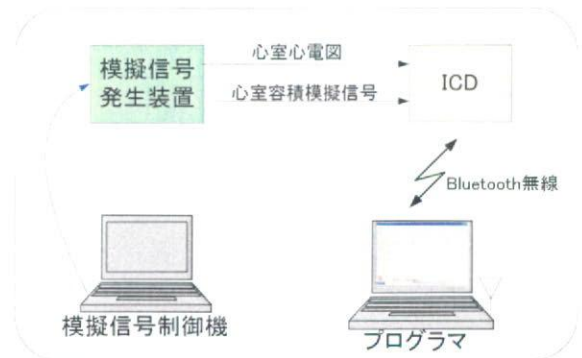 模擬信号
発生装置
心室心電図
心室容積模擬信号
ICD
Bluetooth無線
模擬信号制御機
プログラマ